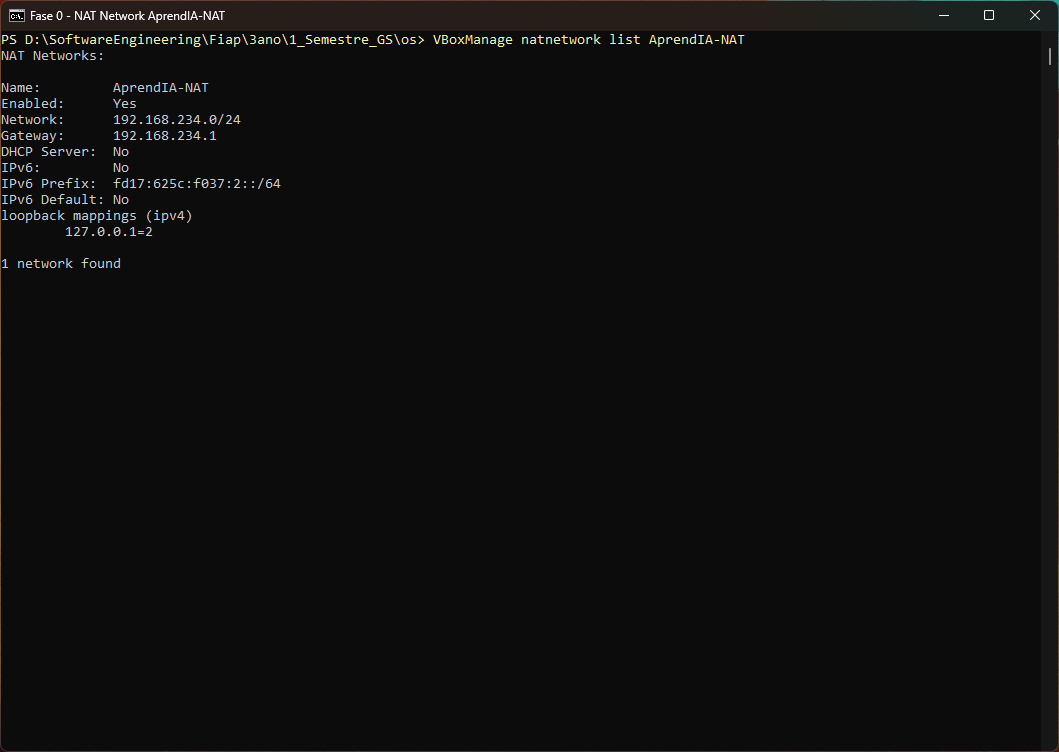 Fase 0 - NAT Network AprendIA-NAT
PS D:\SoftwareEngineering\Fiap\3ano\1_Semestre_GS\os> VBoxManage natnetwork list AprendIA-NAT
NAT Networks:
Name:         AprendIA-NAT
Enabled:      Yes
Network:      192.168.234.0/24
Gateway:      192.168.234.1
DHCP Server:  No
IPv6:         No
IPv6 Prefix:  fd17:625c:f037:2::/64
IPv6 Default: No
loopback mappings (ipv4)
        127.0.0.1=2
1 network found